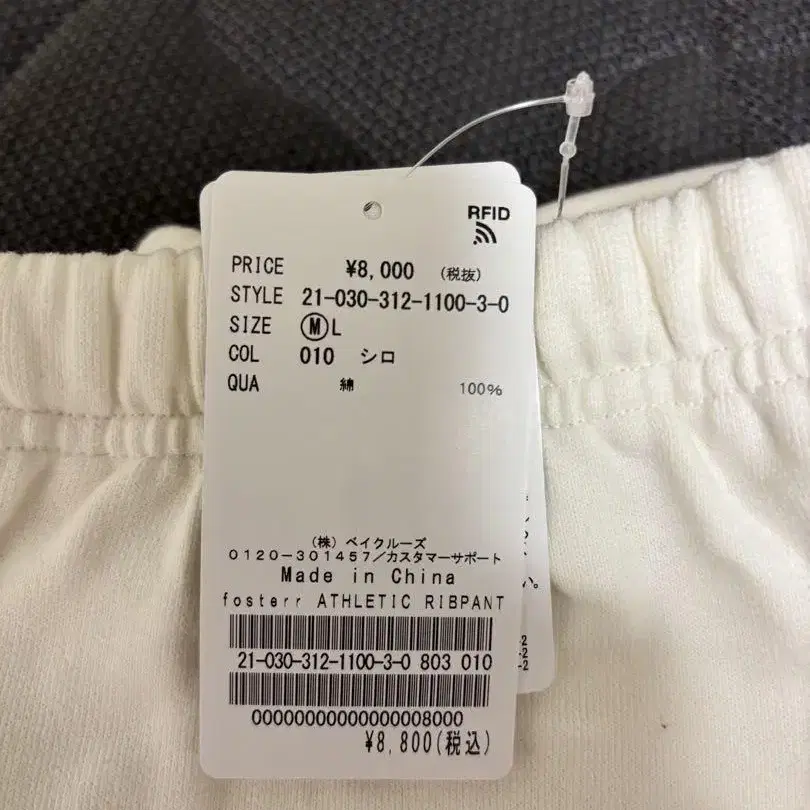 RFID
PRICE ¥8,000 (税抜)
STYLE 21-030-312-1100-3-0
SIZE Ⓜ L
COL 010 シロ
QUA 綿 100%
(株)ベイクルーズ
0120-301457/カスタマーサポート
Made in China
fosterr ATHLETIC RIBPANT
21-030-312-1100-3-0 803 010
00000000000000008000
¥8,800(税込)